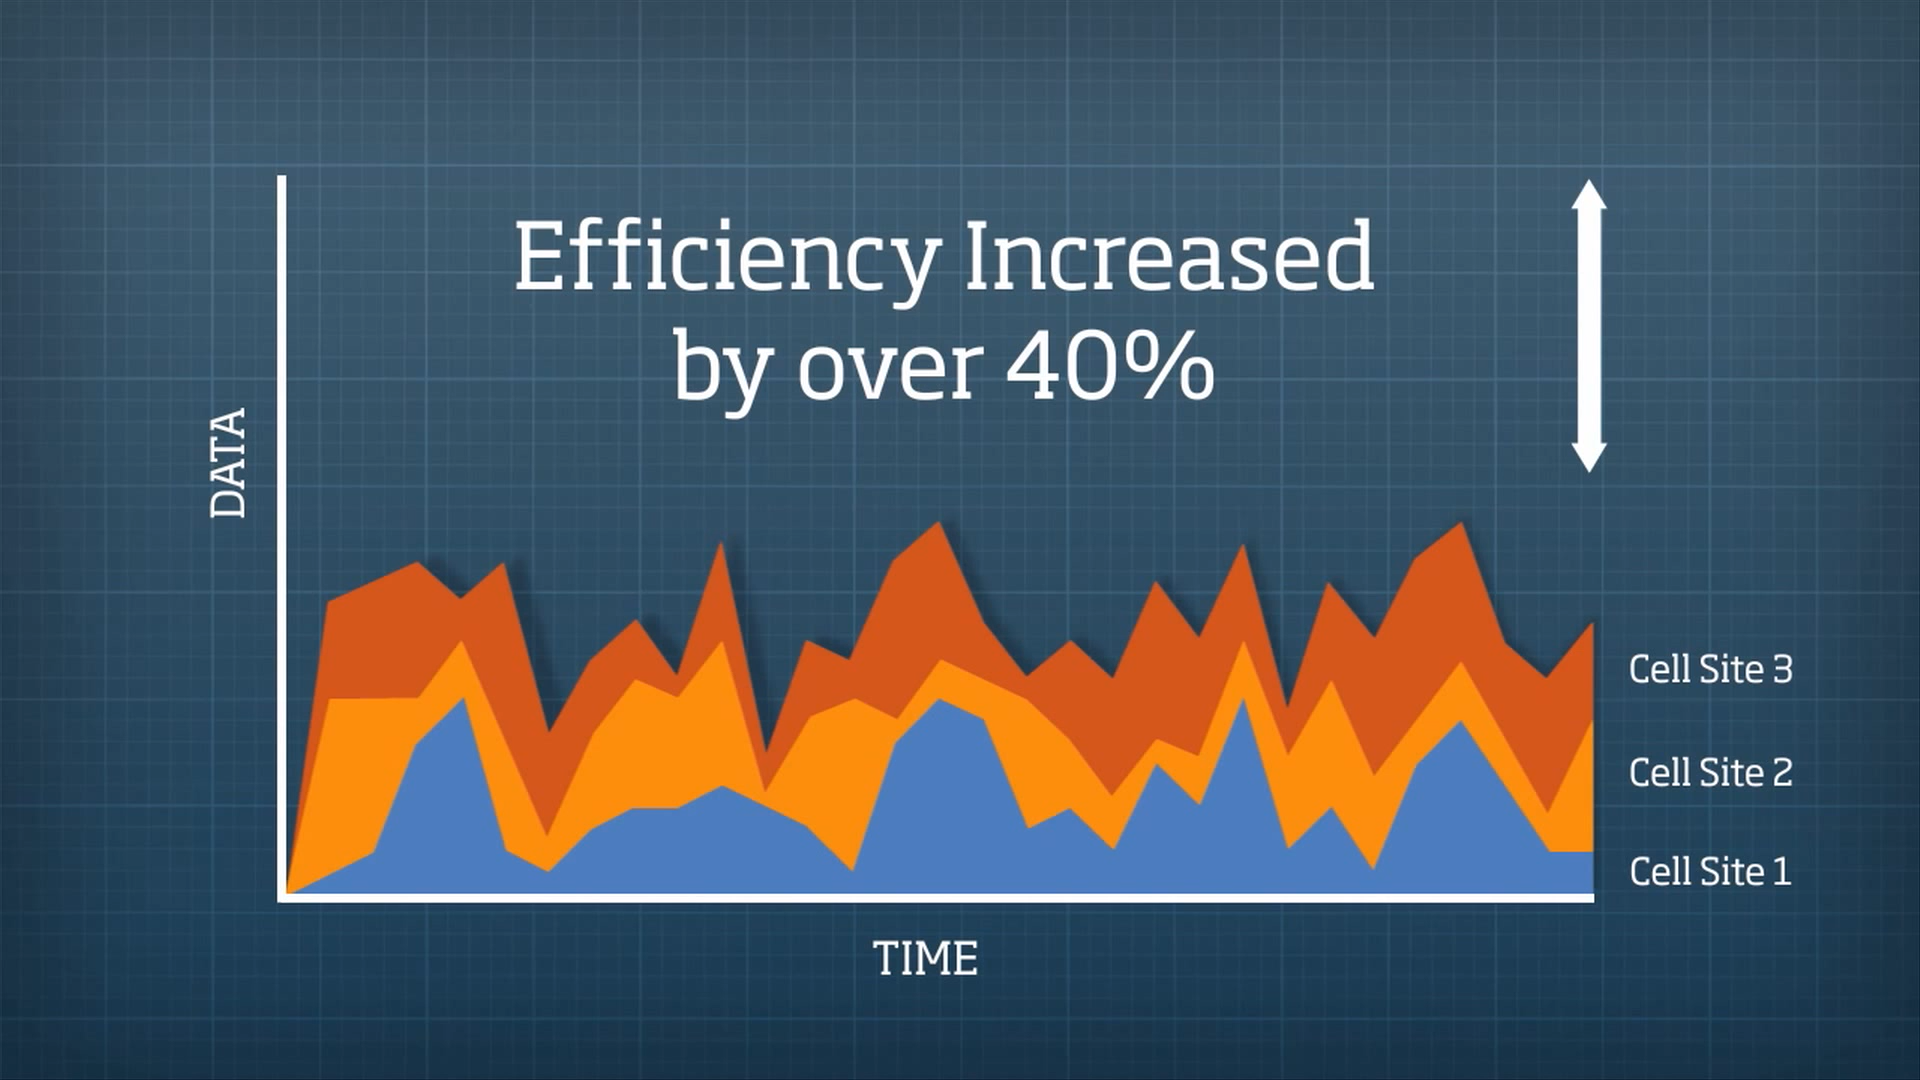 Efficiency Increased
by over 40%
DATA
Cell Site 3
Cell Site 2
Cell Site 1
TIME